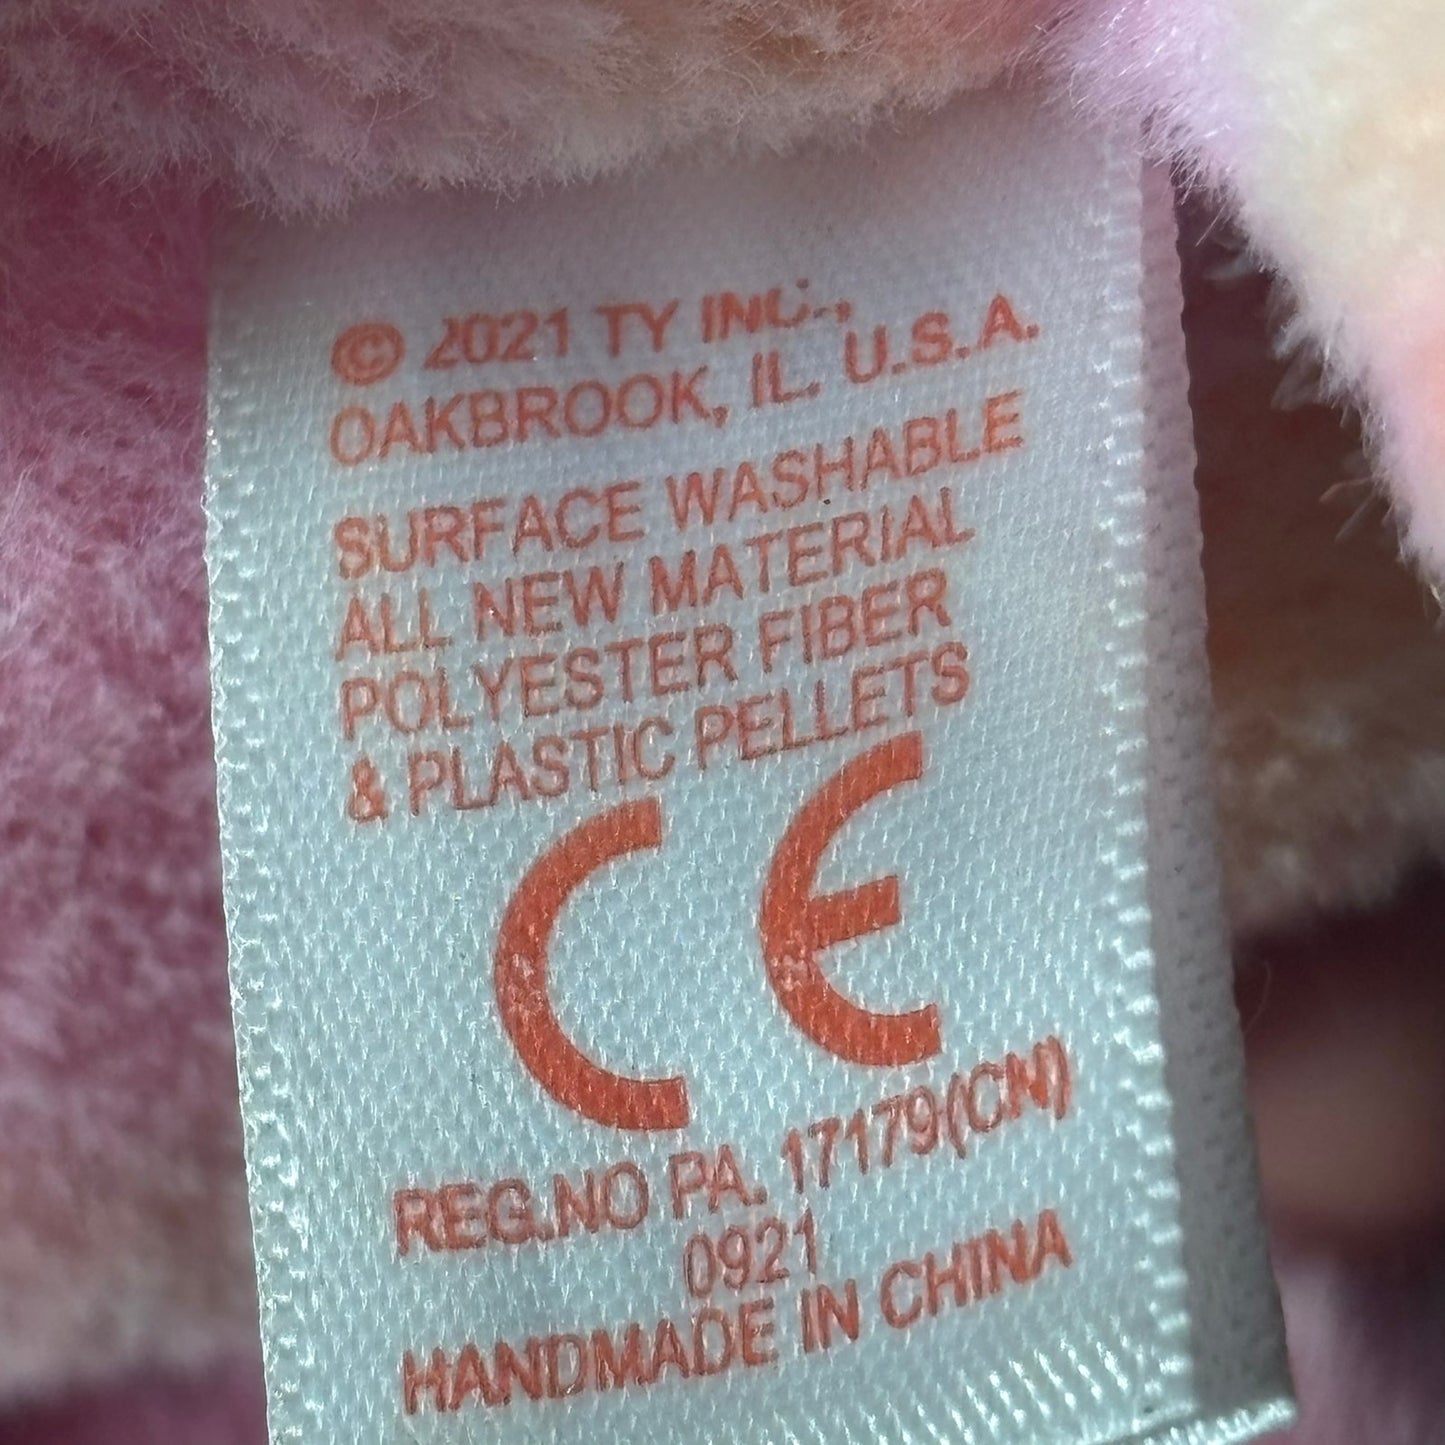 © 2021 TY INC.,
OAKBROOK, IL. U.S.A.
SURFACE WASHABLE
ALL NEW MATERIAL
POLYESTER FIBER
& PLASTIC PELLETS
CE
REG.NO PA. 17179(CN)
0921
HANDMADE IN CHINA